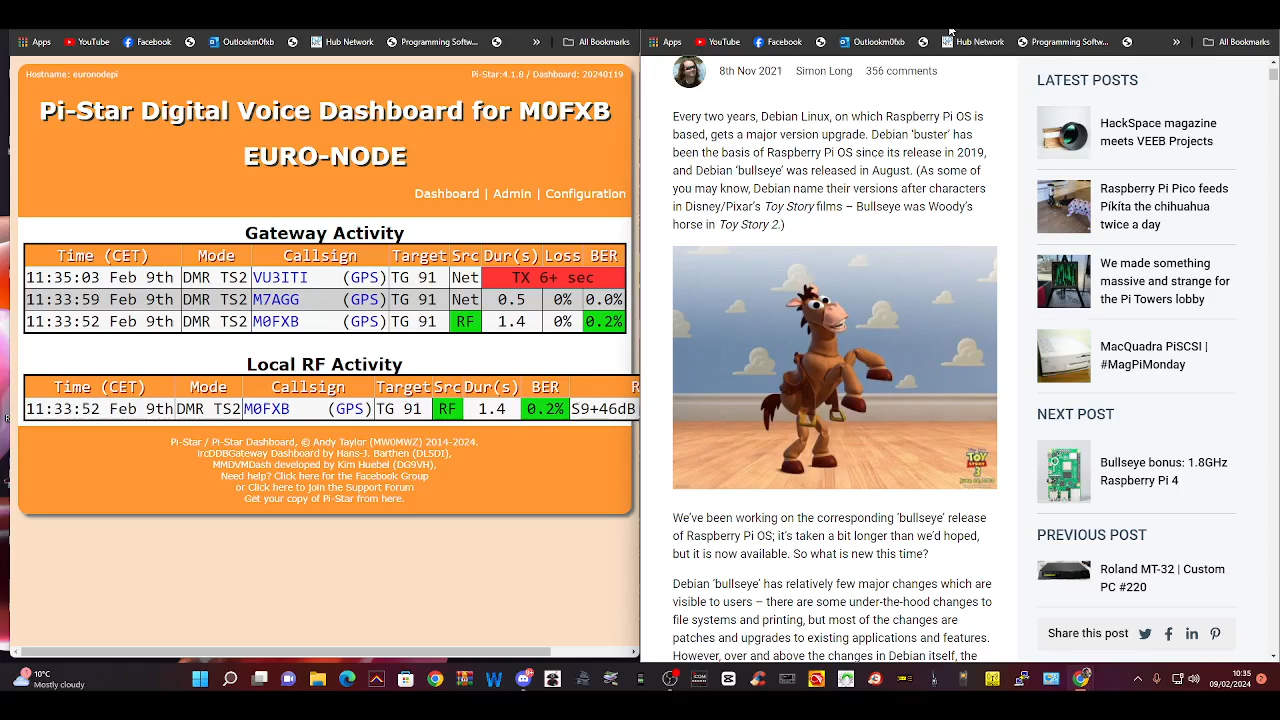 Apps YouTube Facebook Outlookm0fxb Hub Network Programming Softw... » All Bookmarks
Hostname: euronodepi Pi-Star:4.1.8 / Dashboard: 20240119
Pi-Star Digital Voice Dashboard for M0FXB
EURO-NODE
Dashboard | Admin | Configuration
Gateway Activity
Time (CET) Mode Callsign Target Src Dur(s) Loss BER
11:35:03 Feb 9th DMR TS2 VU3ITI (GPS) TG 91 Net TX 6+ sec
11:33:59 Feb 9th DMR TS2 M7AGG (GPS) TG 91 Net 0.5 0% 0.0%
11:33:52 Feb 9th DMR TS2 M0FXB (GPS) TG 91 RF 1.4 0% 0.2%
Local RF Activity
Time (CET) Mode Callsign Target Src Dur(s) BER R
11:33:52 Feb 9th DMR TS2 M0FXB (GPS) TG 91 RF 1.4 0.2% S9+46dB
Pi-Star / Pi-Star Dashboard, © Andy Taylor (MW0MWZ) 2014-2024.
ircDDBGateway Dashboard by Hans-J. Barthen (DL5DI),
MMDVMDash developed by Kim Huebel (DG9VH),
Need help? Click here for the Facebook Group
or Click here to join the Support Forum
Get your copy of Pi-Star from here.
Apps YouTube Facebook Outlookm0fxb Hub Network Programming Softw... » All Bookmarks
8th Nov 2021 Simon Long 356 comments
Every two years, Debian Linux, on which Raspberry Pi OS is
based, gets a major version upgrade. Debian ‘buster’ has
been the basis of Raspberry Pi OS since its release in 2019,
and Debian ‘bullseye’ was released in August. (As some of
you may know, Debian name their versions after characters
in Disney/Pixar’s Toy Story films – Bullseye was Woody’s
horse in Toy Story 2.)
TOY
STORY
3
We’ve been working on the corresponding ‘bullseye’ release
of Raspberry Pi OS; it’s taken a bit longer than we’d hoped,
but it is now available. So what is new this time?
Debian ‘bullseye’ has relatively few major changes which are
visible to users – there are some under-the-hood changes to
file systems and printing, but most of the changes are
patches and upgrades to existing applications and features.
However, over and above the changes in Debian itself, the
LATEST POSTS
HackSpace magazine
meets VEEB Projects
Raspberry Pi Pico feeds
Píkita the chihuahua
twice a day
We made something
massive and strange for
the Pi Towers lobby
MacQuadra PiSCSI |
#MagPiMonday
NEXT POST
Bullseye bonus: 1.8GHz
Raspberry Pi 4
PREVIOUS POST
Roland MT-32 | Custom
PC #220
Share this post
10°C
Mostly cloudy
10:35
09/02/2024